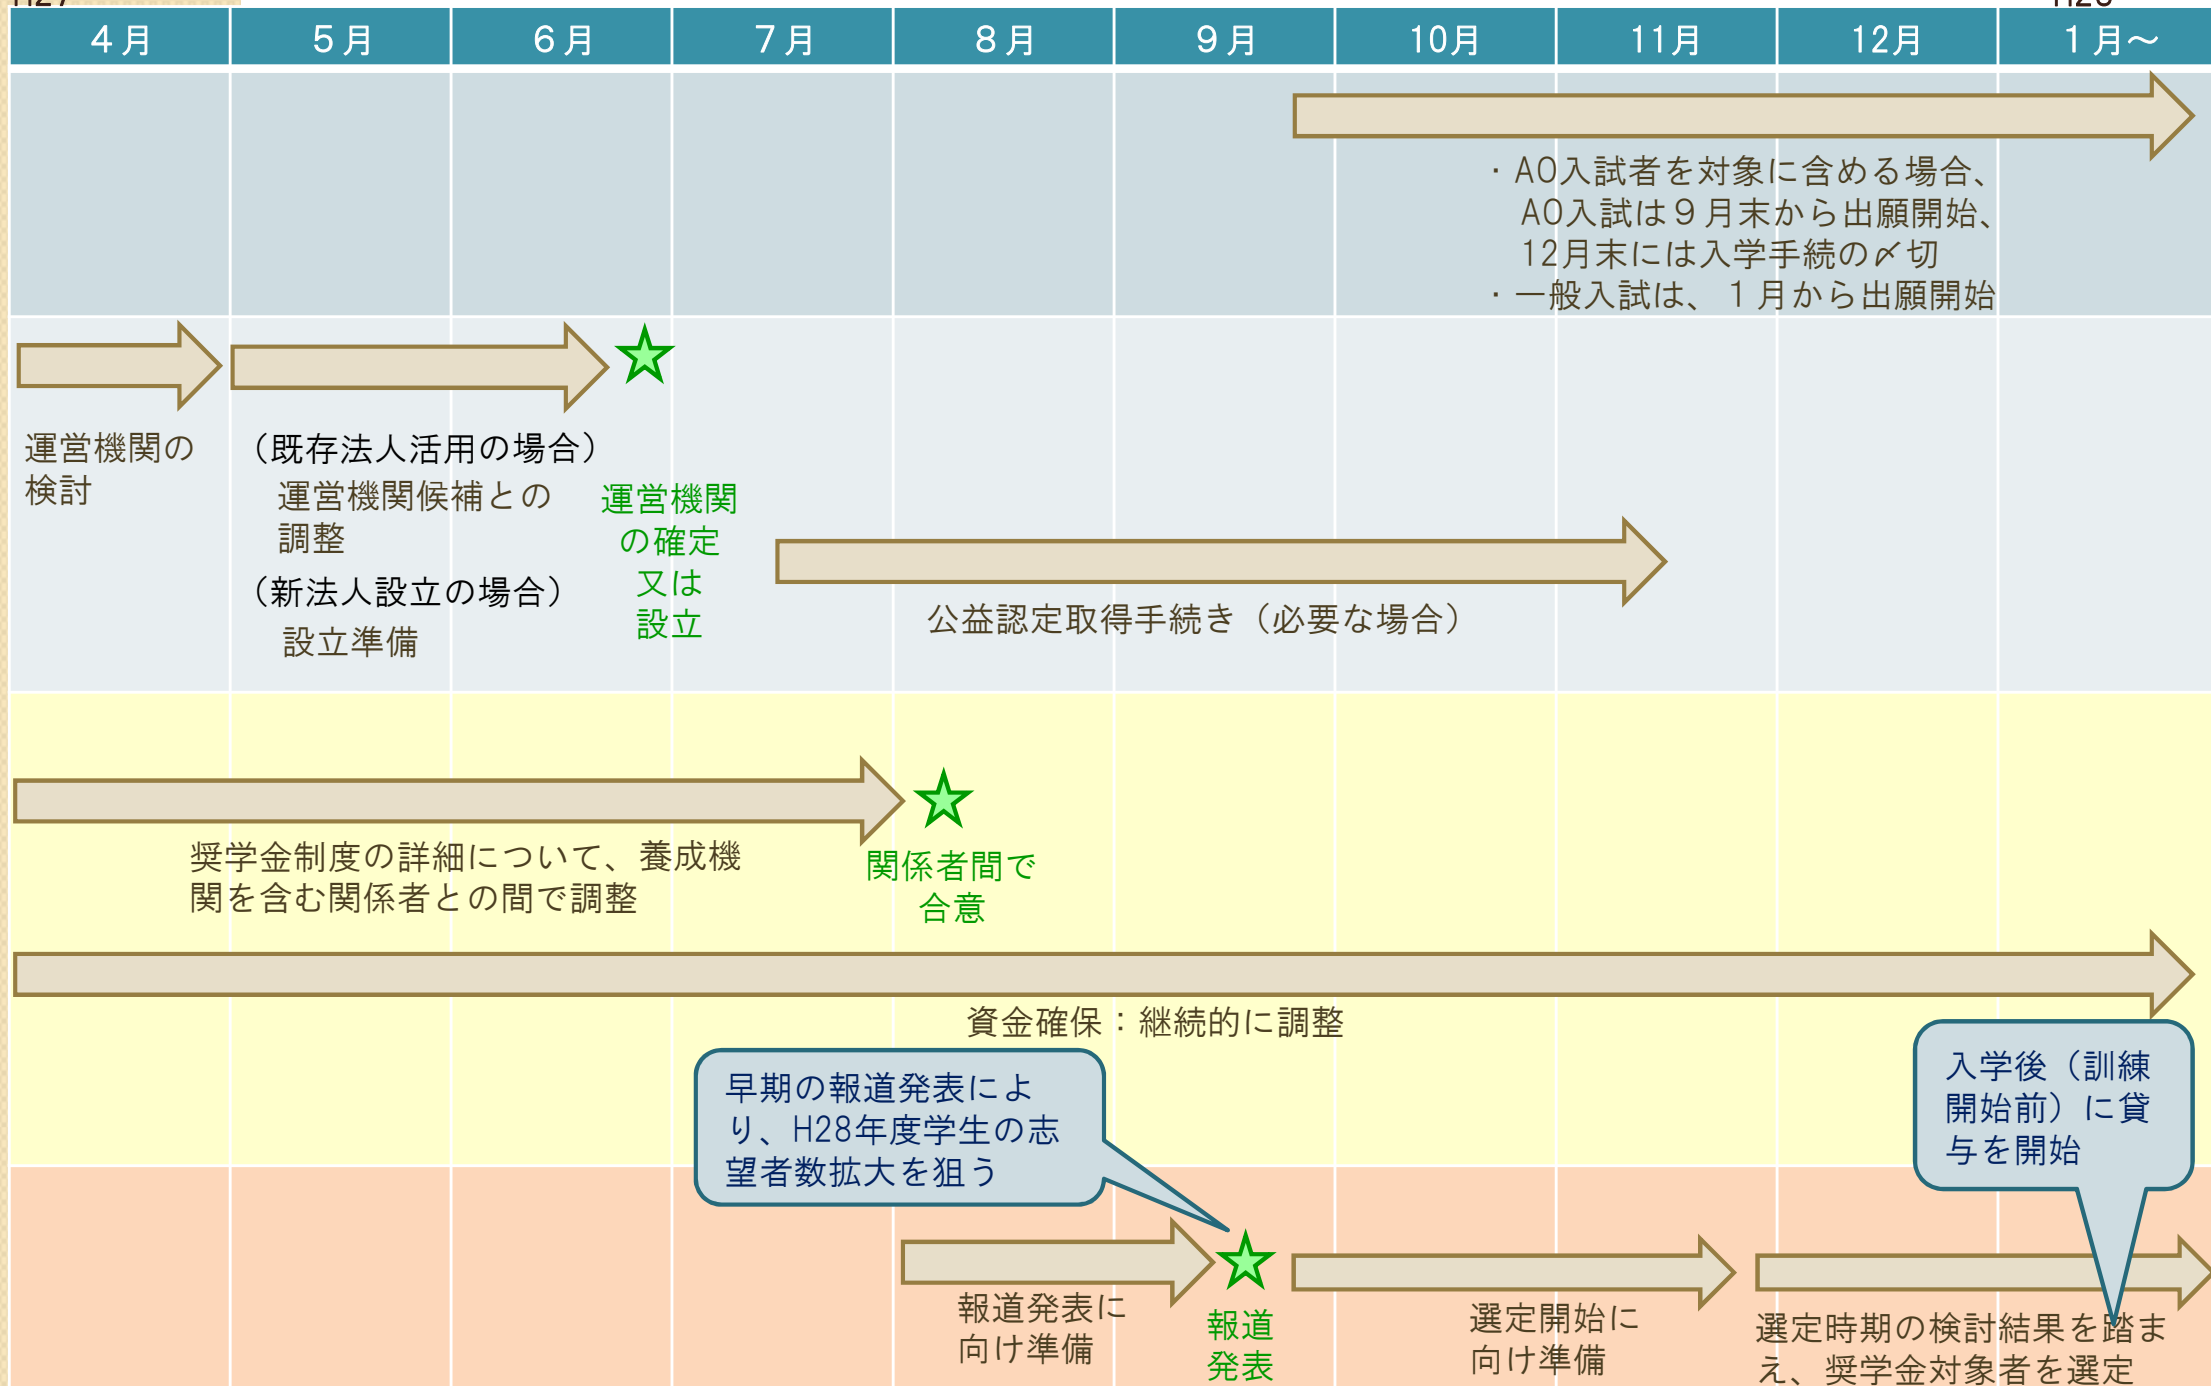 4月 5月 6月 7月 8月 9月 10月 11月 12月 1月～
・AO入試者を対象に含める場合、
AO入試は9月末から出願開始、
12月末には入学手続の〆切
・一般入試は、1月から出願開始
運営機関の
検討
（既存法人活用の場合）
運営機関候補との
調整
（新法人設立の場合）
設立準備
運営機関
の確定
又は
設立
公益認定取得手続き（必要な場合）
奨学金制度の詳細について、養成機
関を含む関係者との間で調整
関係者間で
合意
資金確保：継続的に調整
早期の報道発表によ
り、H28年度学生の志
望者数拡大を狙う
入学後（訓練
開始前）に貸
与を開始
報道発表に
向け準備
報道
発表
選定開始に
向け準備
選定時期の検討結果を踏ま
え、奨学金対象者を選定